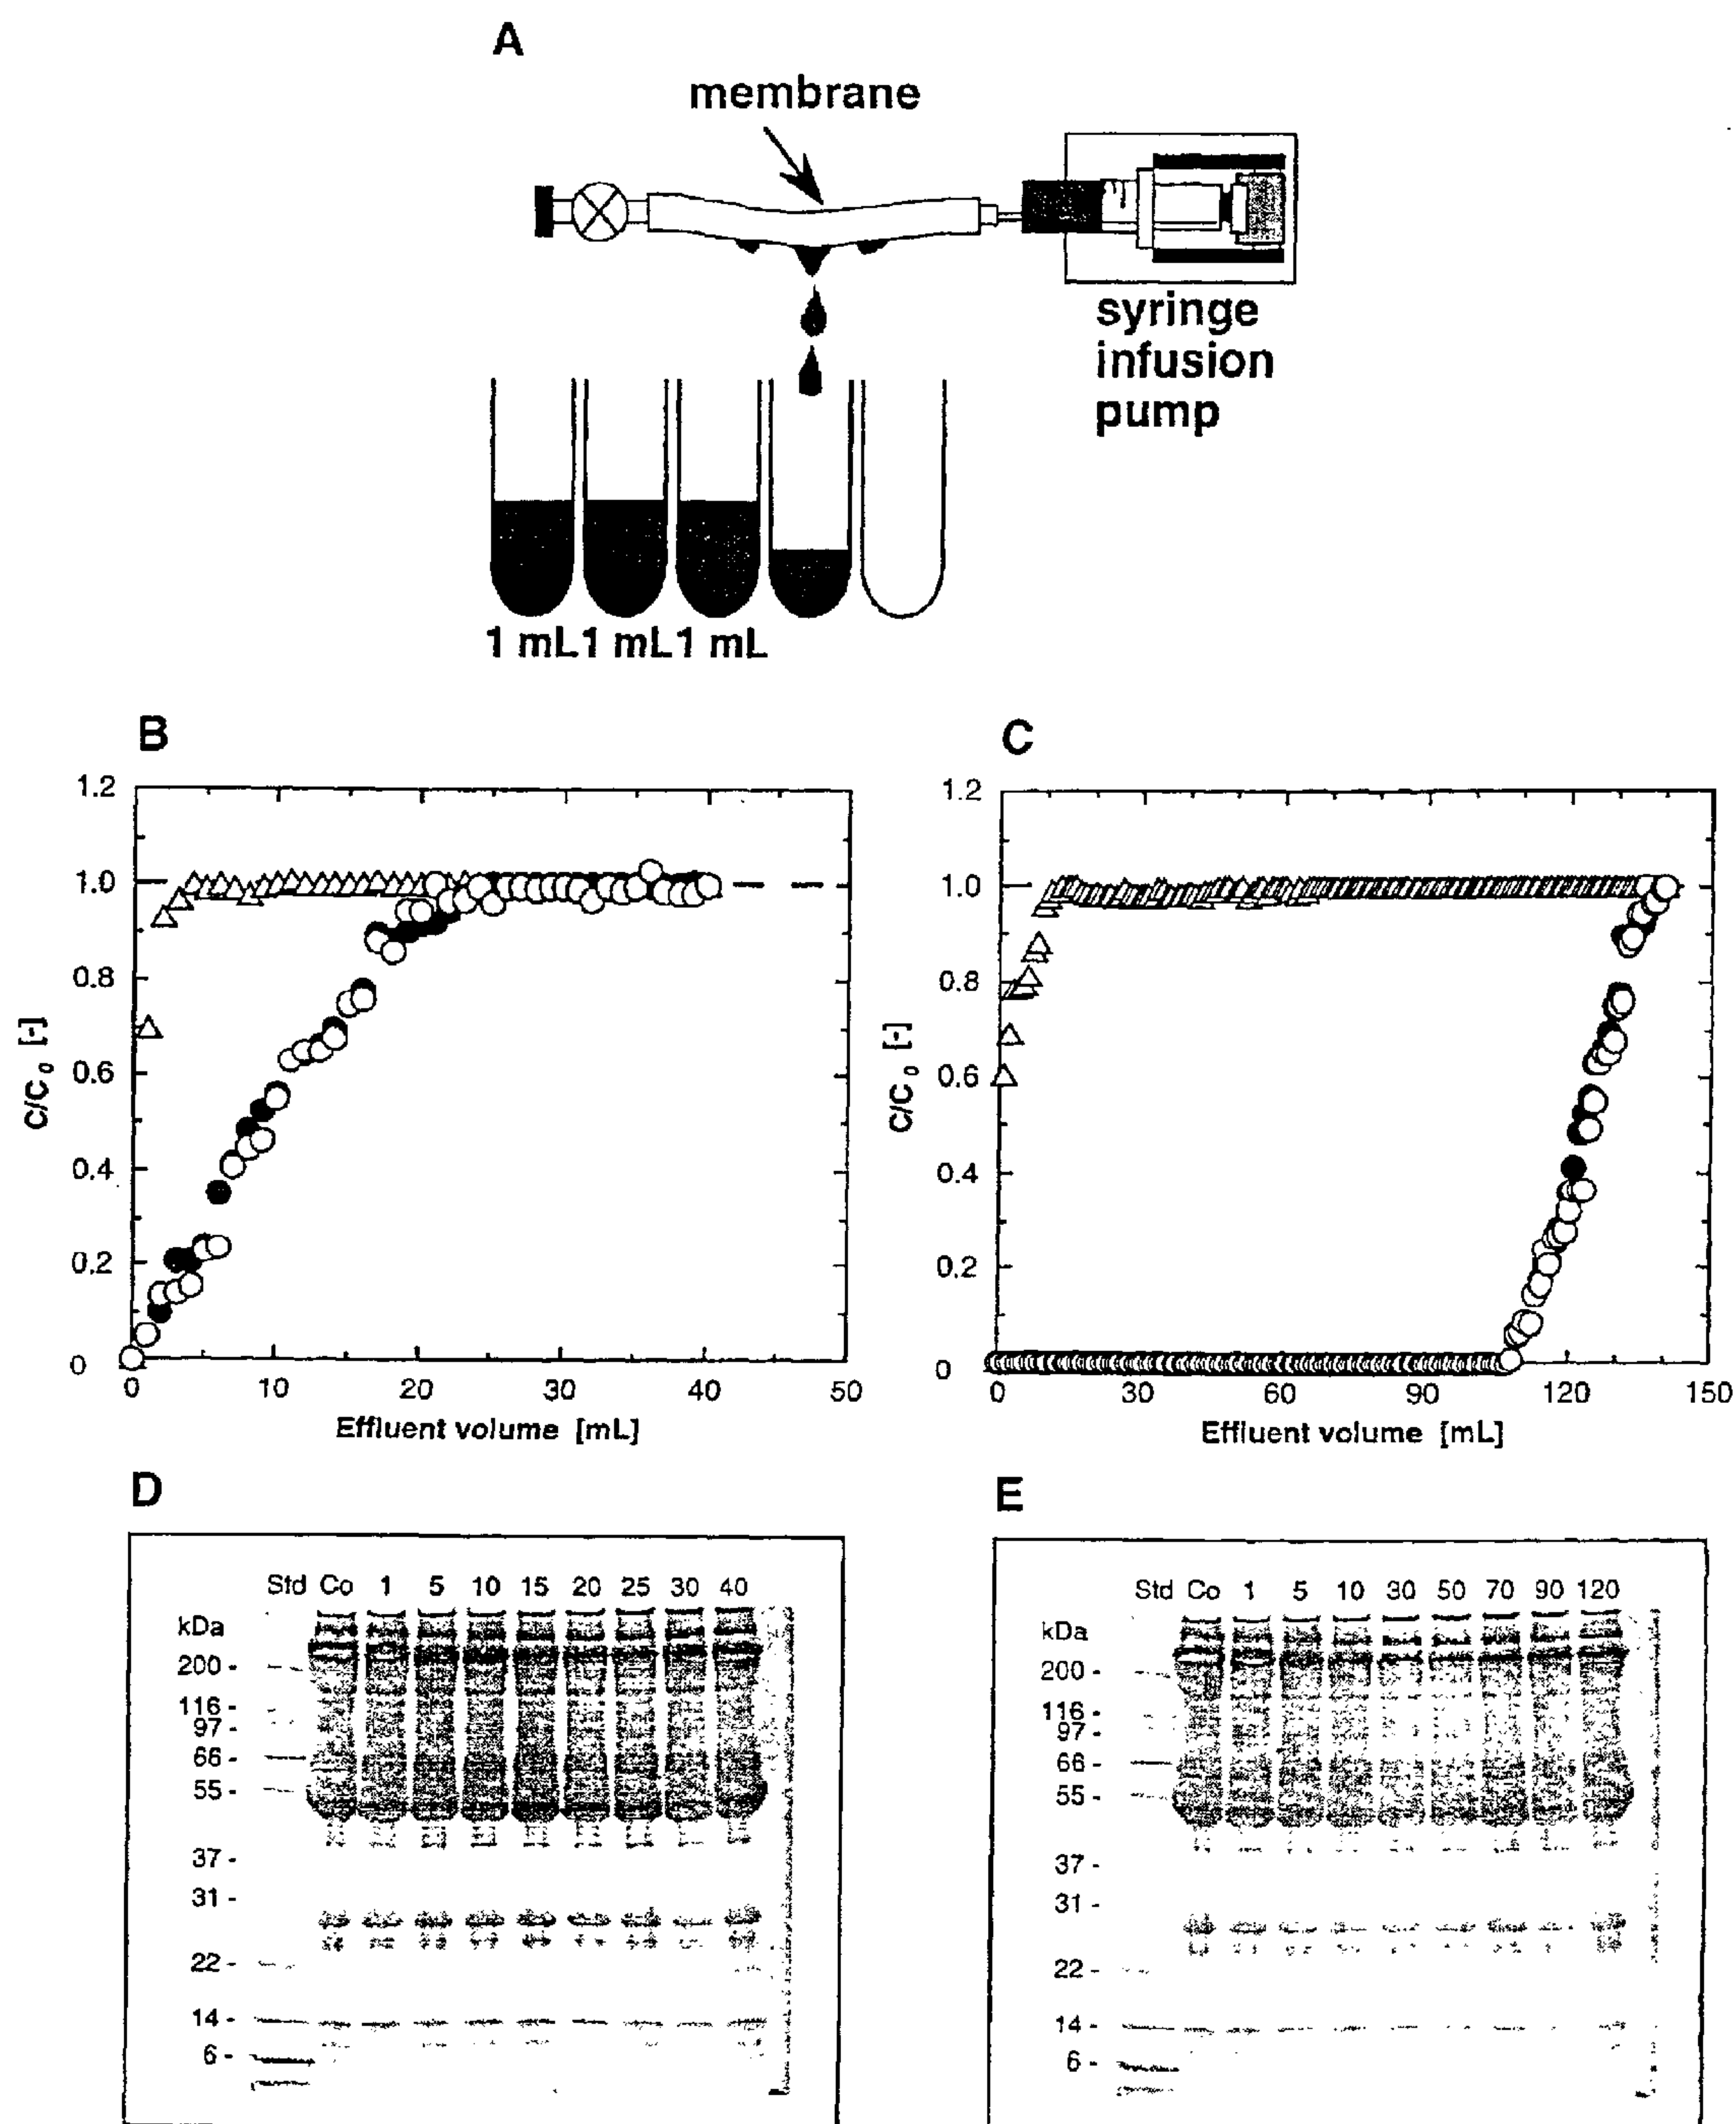 A
membrane
syringe
infusion
pump
1 mL1 mL1 mL
B
1.2
1.0
0.8
0.6
0.4
0.2
0
C/C0 [-]
0 10 20 30 40 50
Effluent volume [mL]
C
1.2
1.0
0.8
0.6
0.4
0.2
0
C/C0 [-]
0 30 60 90 120 150
Effluent volume [mL]
D
Std Co 1 5 10 15 20 25 30 40
kDa
200 -
116 -
97 -
66 -
55 -
37 -
31 -
22 -
14 -
6 -
E
Std Co 1 5 10 30 50 70 90 120
kDa
200 -
116 -
97 -
66 -
55 -
37 -
31 -
22 -
14 -
6 -